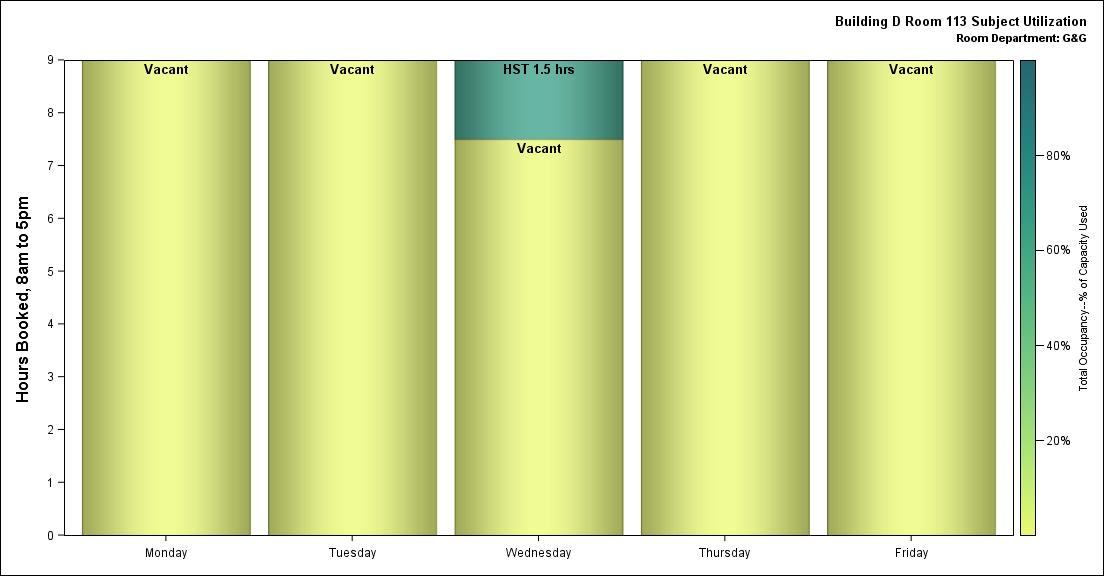 Building D Room 113 Subject Utilization
Room Department: G&G
Hours Booked, 8am to 5pm
9
8
7
6
5
4
3
2
1
0
Vacant
Vacant
HST 1.5 hrs
Vacant
Vacant
Vacant
Monday
Tuesday
Wednesday
Thursday
Friday
80%
60%
40%
20%
Total Occupancy--% of Capacity Used